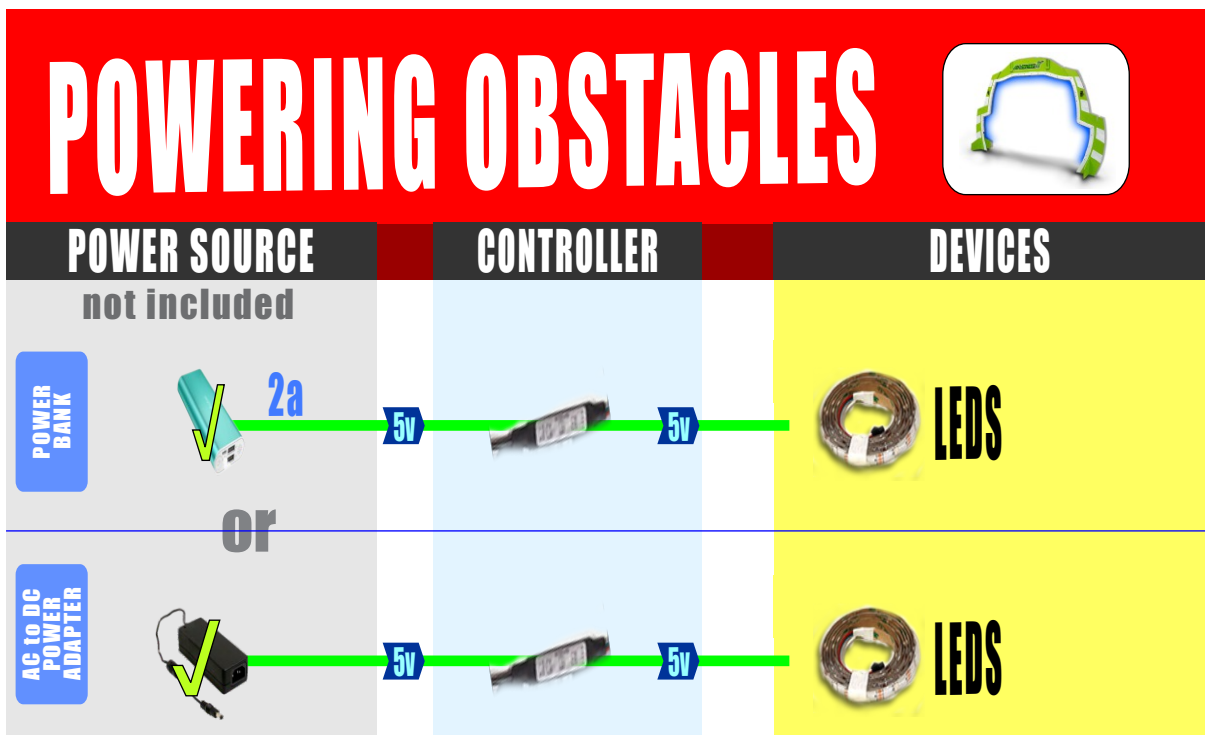 POWERING OBSTACLES
POWER SOURCE
CONTROLLER
DEVICES
not included
POWER
BANK
2a
5v
5v
LEDS
or
AC to DC
POWER
ADAPTER
5v
5v
LEDS